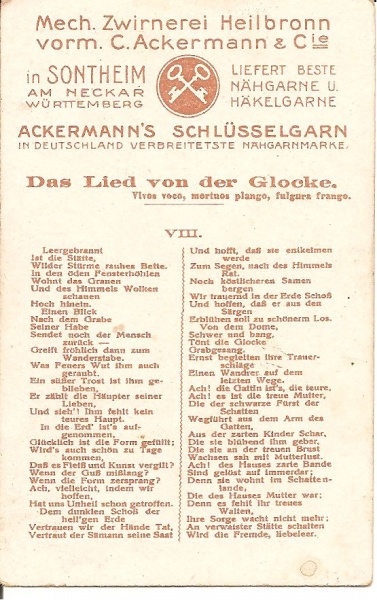 Mech. Zwirnerei Heilbronn
vorm. C. Ackermann & Cie
in SONTHEIM
AM NECKAR
WÜRTTEMBERG
LIEFERT BESTE
NÄHGARNE U.
HÄKELGARNE
ACKERMANN'S SCHLÜSSELGARN
IN DEUTSCHLAND VERBREITETSTE NÄHGARNMARKE.
Das Lied von der Glocke.
Vivos voco, mortuos plango, fulgura frango.
VIII.
Leergebrannt
Ist die Stätte,
Wilder Stürme rauhes Bette.
In den öden Fensterhöhlen
Wohnt das Grauen
Und des Himmels Wolken
schauen
Hoch hinein.
Einen Blick
Nach dem Grabe
Seiner Habe
Sendet noch der Mensch
zurück —
Greift fröhlich dann zum
Wanderstabe.
Was Feuers Wut ihm auch
geraubt.
Ein süßer Trost ist ihm ge-
blieben,
Er zählt die Häupter seiner
Lieben,
Und sieh'! Ihm fehlt kein
teures Haupt.
In die Erd' ist's auf-
genommen,
Glücklich ist die Form gefüllt;
Wird's auch schön zu Tage
kommen,
Daß es Fleiß und Kunst vergilt?
Wenn der Guß mißlang?
Wenn die Form zersprang?
Ach, vielleicht, indem wir
hoffen,
Hat uns Unheil schon getroffen.
Dem dunklen Schoß der
heil'gen Erde
Vertrauen wir der Hände Tat,
Vertraut der Sämann seine Saat
Und hofft, daß sie entkeimen
werde
Zum Segen, nach des Himmels
Rat.
Noch köstlicheren Samen
bergen
Wir trauernd in der Erde Schoß
Und hoffen, daß er aus den
Särgen
Erblühen soll zu schönerm Los.
Von dem Dome,
Schwer und bang,
Tönt die Glocke
Grabgesang.
Ernst begleiten ihre Trauer-
schläge
Einen Wandrer auf dem
letzten Wege.
Ach! die Gattin ist's, die teure,
Ach! es ist die treue Mutter,
Die der schwarze Fürst der
Schatten
Wegführt aus dem Arm des
Gatten,
Aus der zarten Kinder Schar,
Die sie blühend ihm gebar,
Die sie an der treuen Brust
Wachsen sah mit Mutterlust.
Ach! des Hauses zarte Bande
Sind gelöst auf immerdar;
Denn sie wohnt im Schatten-
lande,
Die des Hauses Mutter war;
Denn es fehlt ihr treues
Walten,
Ihre Sorge wacht nicht mehr;
An verwaister Stätte schalten
Wird die Fremde, liebeleer.